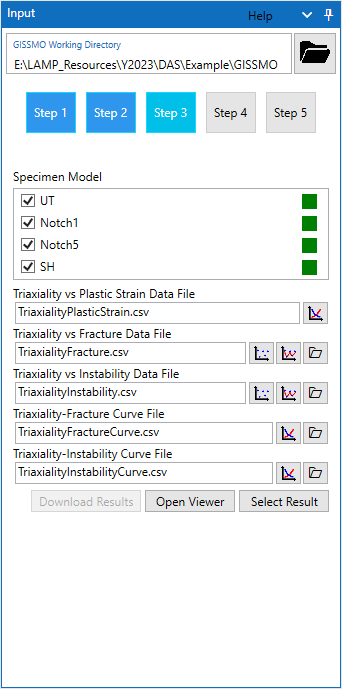 Input Help
GISSMO Working Directory
E:\LAMP_Resources\Y2023\DAS\Example\GISSMO
Step 1 Step 2 Step 3 Step 4 Step 5
Specimen Model
UT
Notch1
Notch5
SH
Triaxiality vs Plastic Strain Data File
TriaxialityPlasticStrain.csv
Triaxiality vs Fracture Data File
TriaxialityFracture.csv
Triaxiality vs Instability Data File
TriaxialityInstability.csv
Triaxiality-Fracture Curve File
TriaxialityFractureCurve.csv
Triaxiality-Instability Curve File
TriaxialityInstabilityCurve.csv
Download Results Open Viewer Select Result